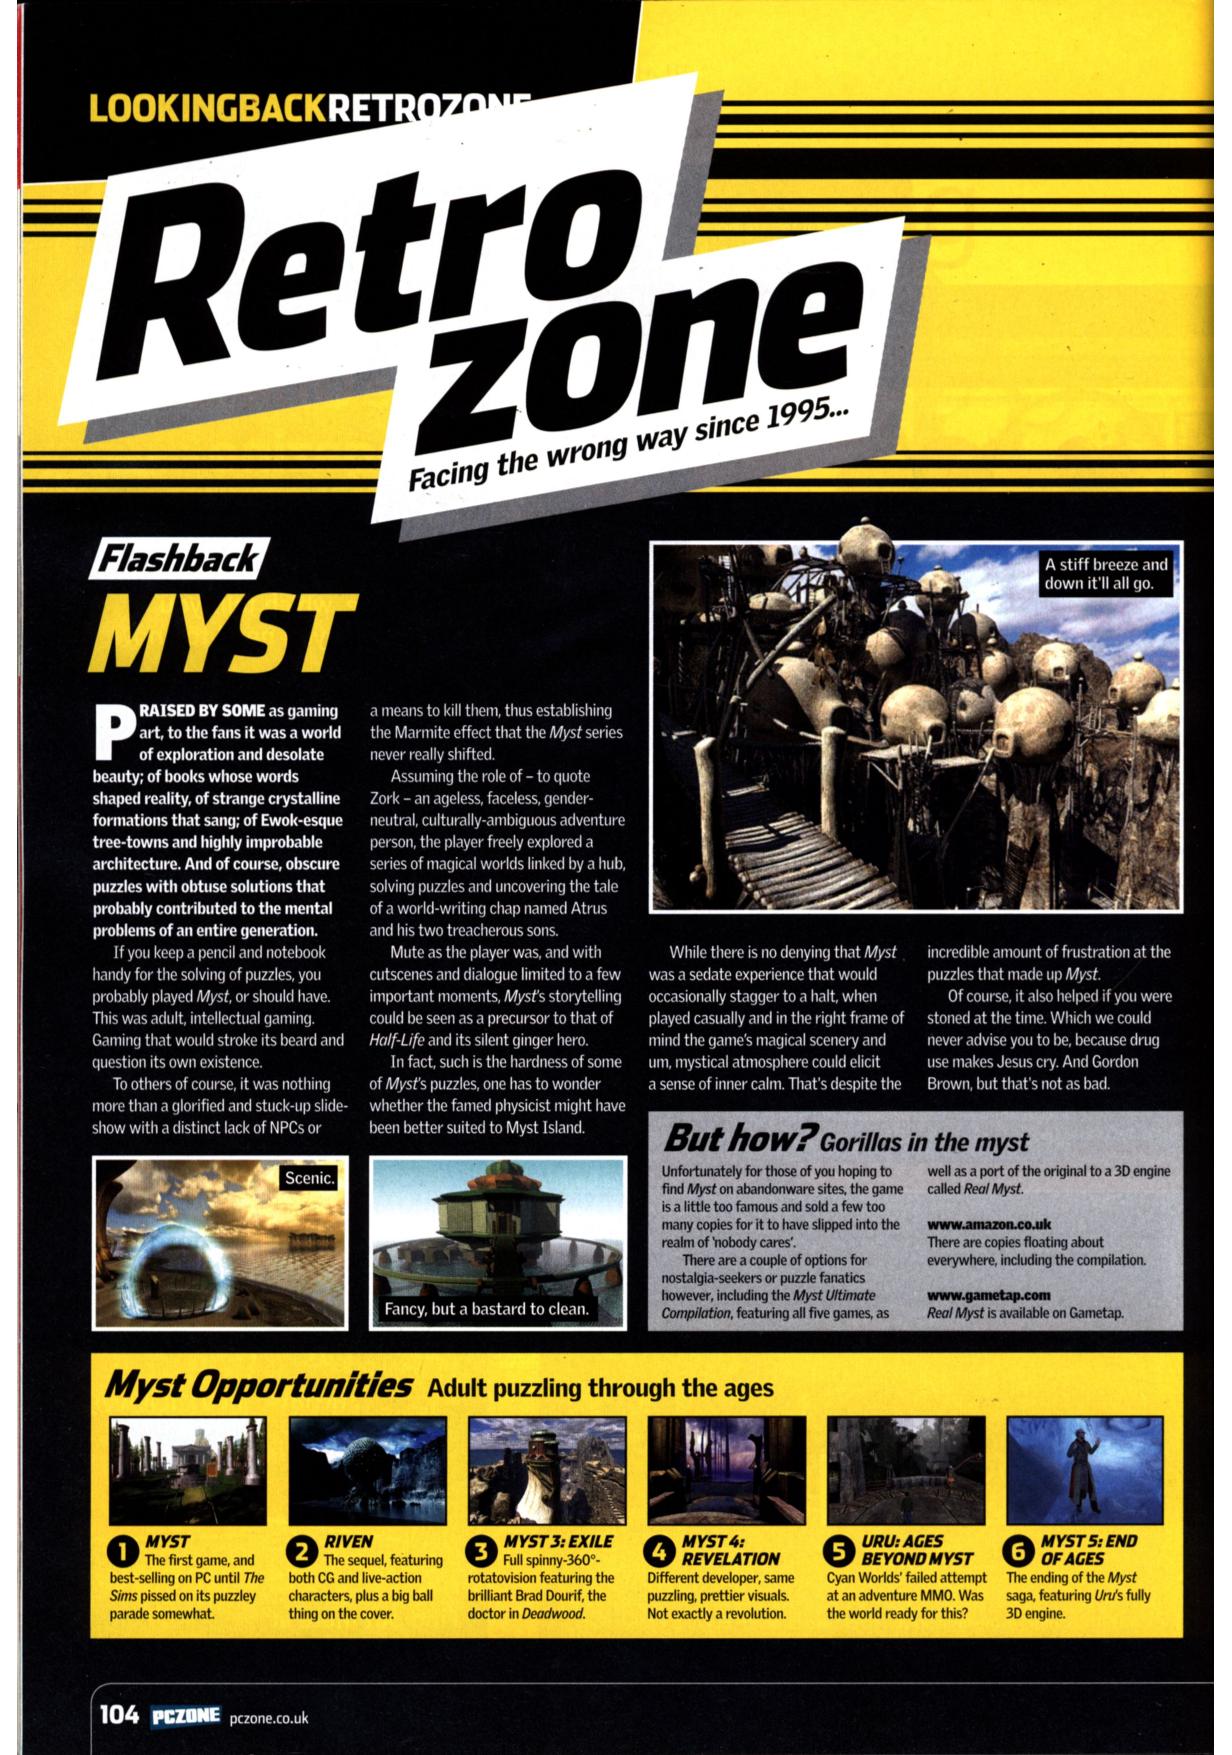 LOOKINGBACKRETROZONE
Retro
zone
Facing the wrong way since 1995...
Flashback
MYST
PRAISED BY SOME as gaming
art, to the fans it was a world
of exploration and desolate
beauty; of books whose words
shaped reality, of strange crystalline
formations that sang; of Ewok-esque
tree-towns and highly improbable
architecture. And of course, obscure
puzzles with obtuse solutions that
probably contributed to the mental
problems of an entire generation.
If you keep a pencil and notebook
handy for the solving of puzzles, you
probably played Myst, or should have.
This was adult, intellectual gaming.
Gaming that would stroke its beard and
question its own existence.
To others of course, it was nothing
more than a glorified and stuck-up slide-
show with a distinct lack of NPCs or
a means to kill them, thus establishing
the Marmite effect that the Myst series
never really shifted.
Assuming the role of – to quote
Zork – an ageless, faceless, gender-
neutral, culturally-ambiguous adventure
person, the player freely explored a
series of magical worlds linked by a hub,
solving puzzles and uncovering the tale
of a world-writing chap named Atrus
and his two treacherous sons.
Mute as the player was, and with
cutscenes and dialogue limited to a few
important moments, Myst's storytelling
could be seen as a precursor to that of
Half-Life and its silent ginger hero.
In fact, such is the hardness of some
of Myst's puzzles, one has to wonder
whether the famed physicist might have
been better suited to Myst Island.
A stiff breeze and
down it'll all go.
While there is no denying that Myst
was a sedate experience that would
occasionally stagger to a halt, when
played casually and in the right frame of
mind the game's magical scenery and
um, mystical atmosphere could elicit
a sense of inner calm. That's despite the
incredible amount of frustration at the
puzzles that made up Myst.
Of course, it also helped if you were
stoned at the time. Which we could
never advise you to be, because drug
use makes Jesus cry. And Gordon
Brown, but that's not as bad.
Scenic.
Fancy, but a bastard to clean.
But how? Gorillas in the myst
Unfortunately for those of you hoping to
find Myst on abandonware sites, the game
is a little too famous and sold a few too
many copies for it to have slipped into the
realm of 'nobody cares'.
There are a couple of options for
nostalgia-seekers or puzzle fanatics
however, including the Myst Ultimate
Compilation, featuring all five games, as
well as a port of the original to a 3D engine
called Real Myst.
www.amazon.co.uk
There are copies floating about
everywhere, including the compilation.
www.gametap.com
Real Myst is available on Gametap.
Myst Opportunities Adult puzzling through the ages
1 MYST
The first game, and
best-selling on PC until The
Sims pissed on its puzzley
parade somewhat.
2 RIVEN
The sequel, featuring
both CG and live-action
characters, plus a big ball
thing on the cover.
3 MYST 3: EXILE
Full spinny-360°-
rotatovision featuring the
brilliant Brad Dourif, the
doctor in Deadwood.
4 MYST 4:
REVELATION
Different developer, same
puzzling, prettier visuals.
Not exactly a revolution.
5 URU: AGES
BEYOND MYST
Cyan Worlds' failed attempt
at an adventure MMO. Was
the world ready for this?
6 MYST 5: END
OF AGES
The ending of the Myst
saga, featuring Uru's fully
3D engine.
104 PCZONE pczone.co.uk